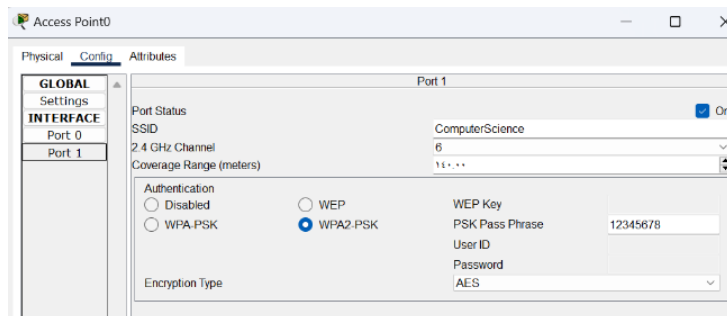 Access Point0
Physical Config Attributes
GLOBAL
Settings
INTERFACE
Port 0
Port 1
Port 1
Port Status On
SSID ComputerScience
2.4 GHz Channel 6
Coverage Range (meters) ١٤٠,٠٠
Authentication
Disabled WEP WEP Key
WPA-PSK WPA2-PSK PSK Pass Phrase 12345678
User ID
Password
Encryption Type AES